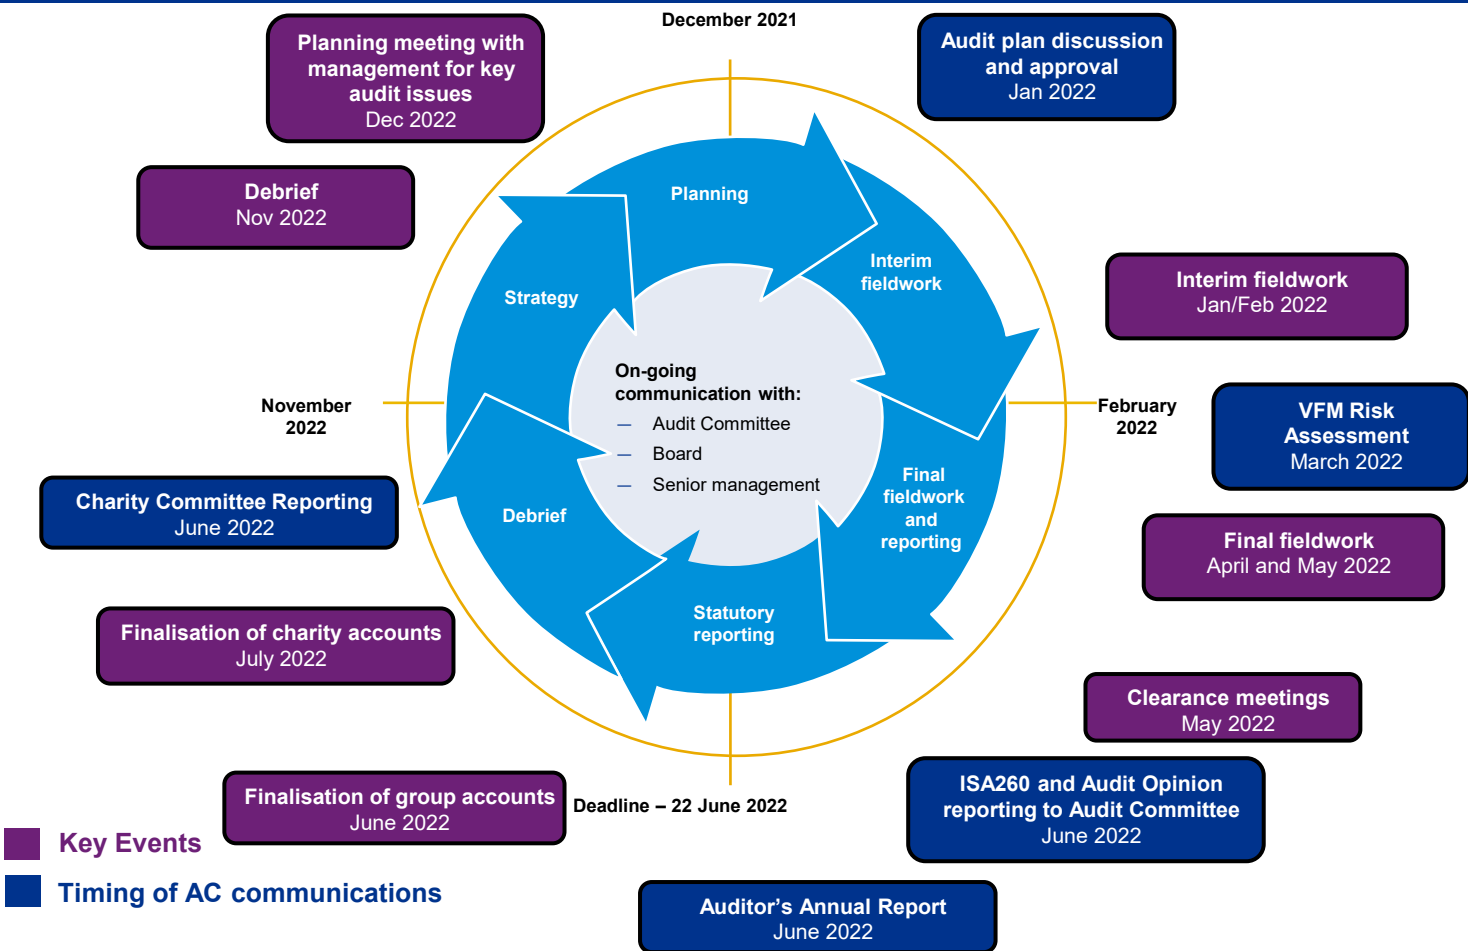 December 2021
Planning meeting with
management for key
audit issues
Dec 2022
Audit plan discussion
and approval
Jan 2022
Debrief
Nov 2022
Planning
Interim
fieldwork
Strategy
Interim fieldwork
Jan/Feb 2022
On-going
communication with:
— Audit Committee
— Board
— Senior management
November
2022
February
2022
VFM Risk
Assessment
March 2022
Charity Committee Reporting
June 2022
Debrief
Final
fieldwork
and
reporting
Final fieldwork
April and May 2022
Statutory
reporting
Finalisation of charity accounts
July 2022
Clearance meetings
May 2022
Finalisation of group accounts
June 2022
Deadline – 22 June 2022
ISA260 and Audit Opinion
reporting to Audit Committee
June 2022
Key Events
Timing of AC communications
Auditor’s Annual Report
June 2022